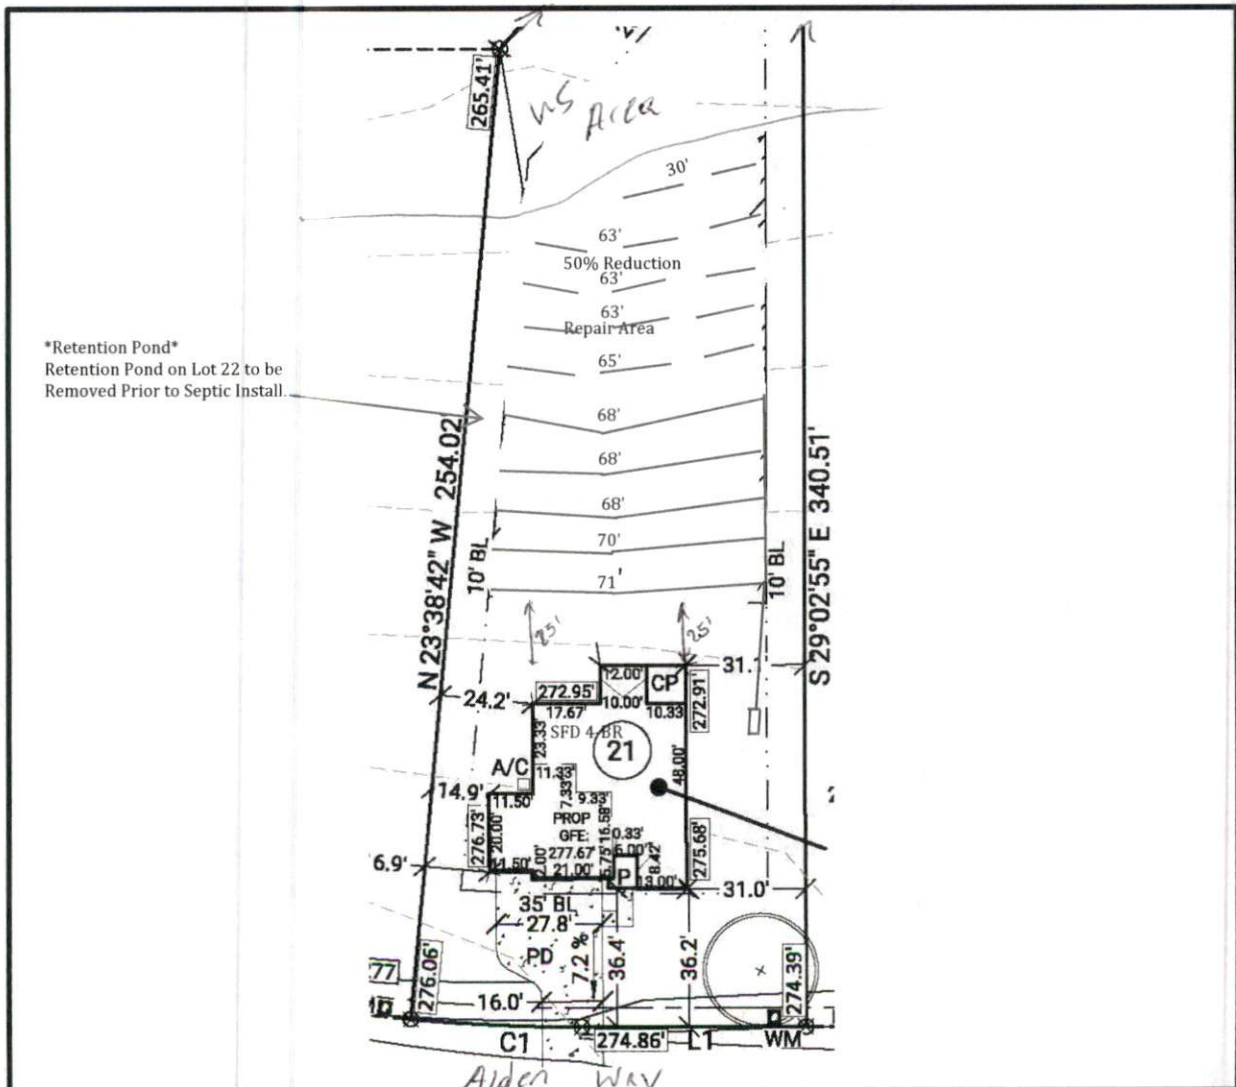 265.41'
WS Area
30'
63'
50% Reduction
63'
63'
Repair Area
65'
*Retention Pond*
Retention Pond on Lot 22 to be
Removed Prior to Septic Install
68'
68'
68'
70'
71'
N 23°38'42" W 254.02'
10' BL
10' BL
S 29°02'55" E 340.51'
25'
25'
31.1'
12.00'
CP
272.95'
272.91'
24.2'
17.67'
10.00'
10.33
SFD 4-BR
23.33'
21
48.00'
A/C
11.33'
14.9'
11.50'
7.33'
9.33'
PROP
GFE:
277.67'
16.58'
276.73'
20.00'
0.33'
6.00'
8.42'
275.68'
6.9'
11.50'
2.00'
21.00'
5.75'
P
13.00'
31.0'
35' BL
27.8'
PD
7.2 %
36.4'
36.2'
77
276.06'
274.39'
16.0'
C1
274.86'
L1
WM
Alden Way